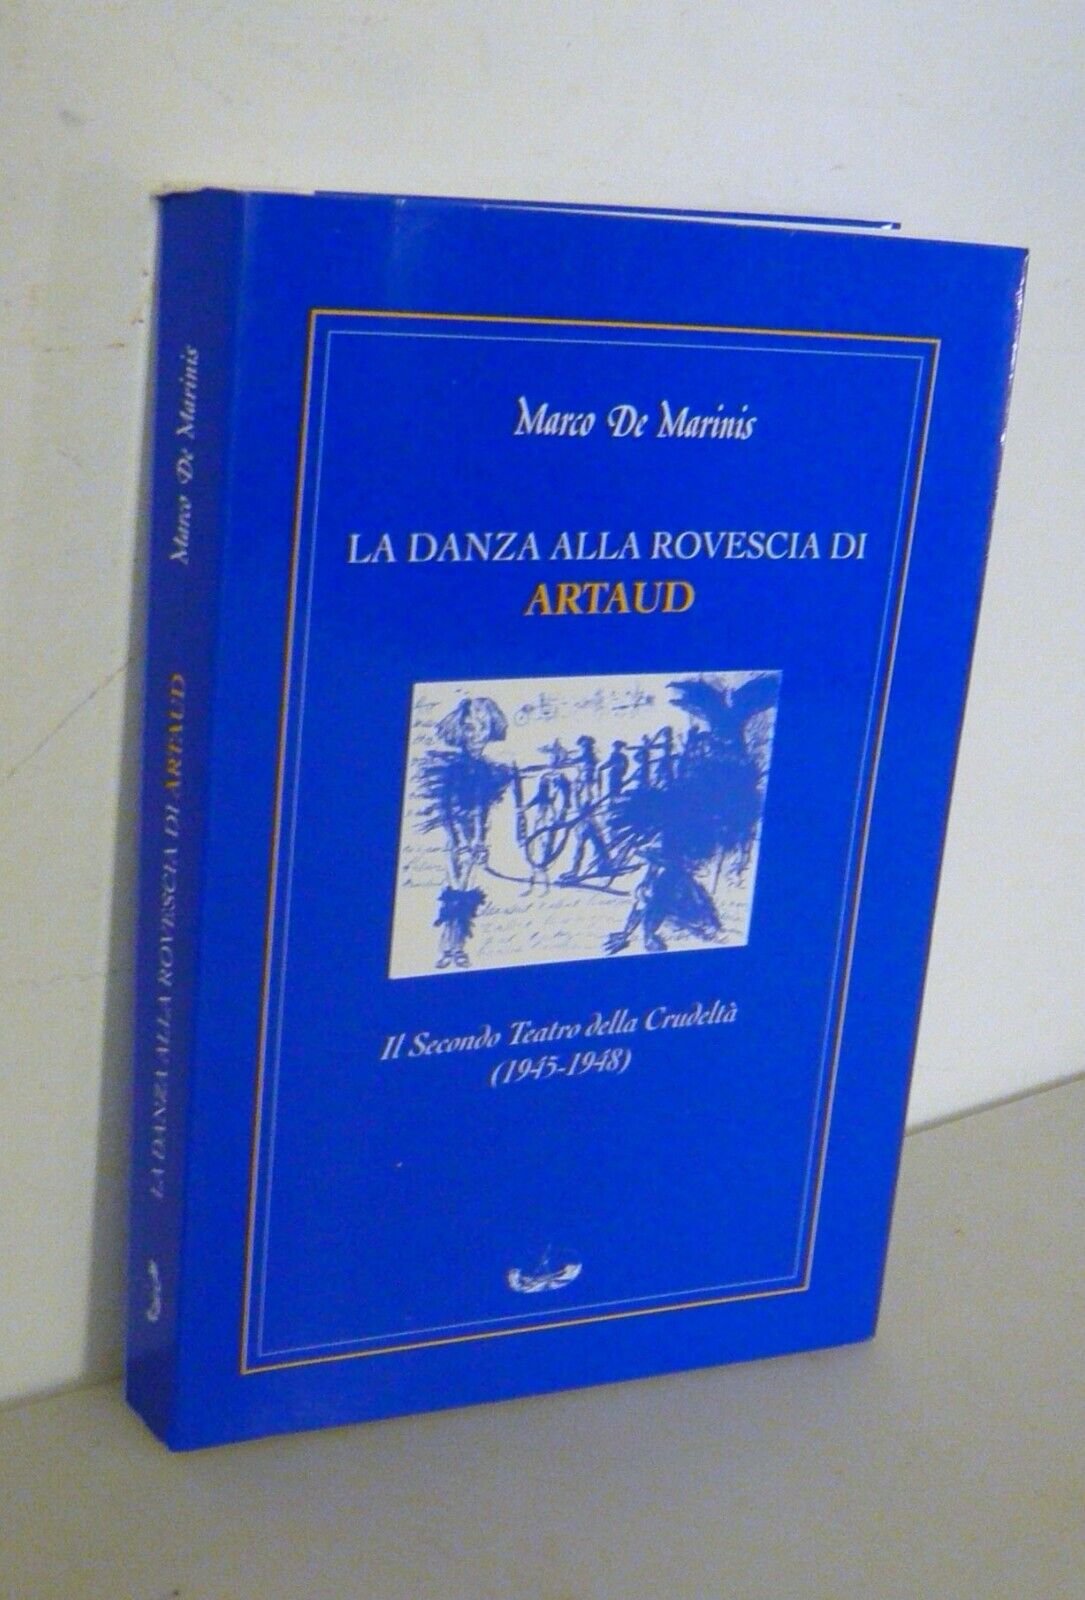 Marco De Marinis
LA DANZA ALLA ROVESCIA DI
ARTAUD
Il Secondo Teatro della Crudeltà
(1945-1948)
LA DANZA ALLA ROVESCIA DI ARTAUD Marco De Marinis